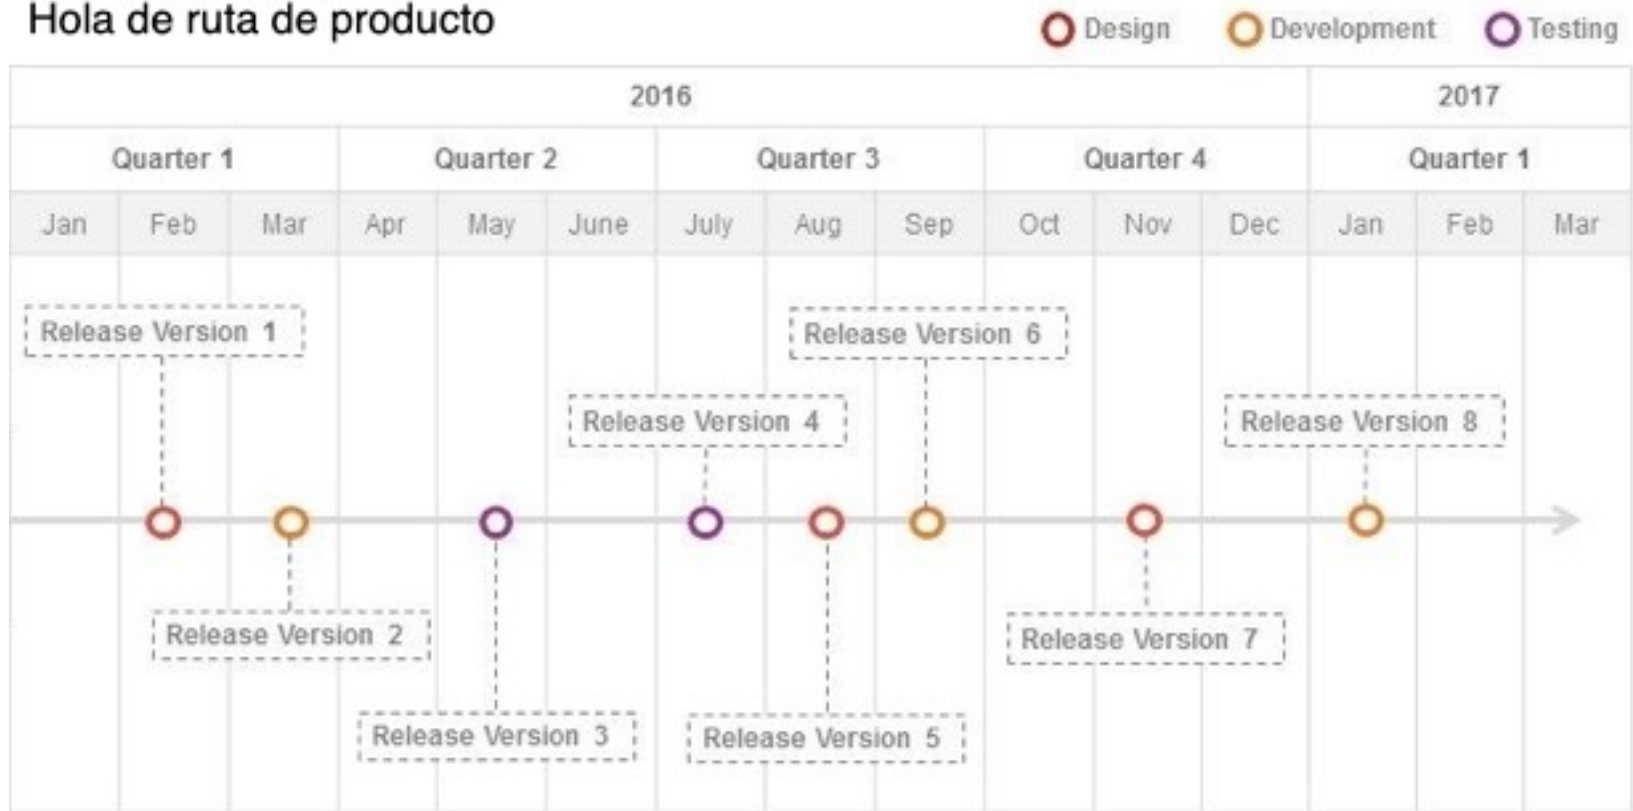 Hola de ruta de producto
Design Development Testing
2016 2017
Quarter 1 Quarter 2 Quarter 3 Quarter 4 Quarter 1
Jan Feb Mar Apr May June July Aug Sep Oct Nov Dec Jan Feb Mar
Release Version 1
Release Version 6
Release Version 4
Release Version 8
Release Version 2
Release Version 7
Release Version 3
Release Version 5